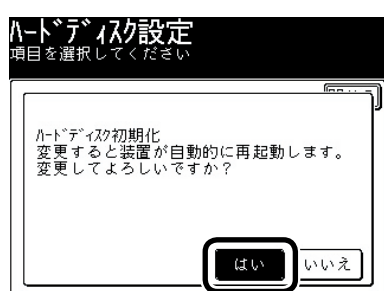 ﾊｰﾄﾞﾃﾞｨｽｸ設定
項目を選択してください
ﾊｰﾄﾞﾃﾞｨｽｸ初期化
変更すると装置が自動的に再起動します。
変更してよろしいですか？
はい
いいえ